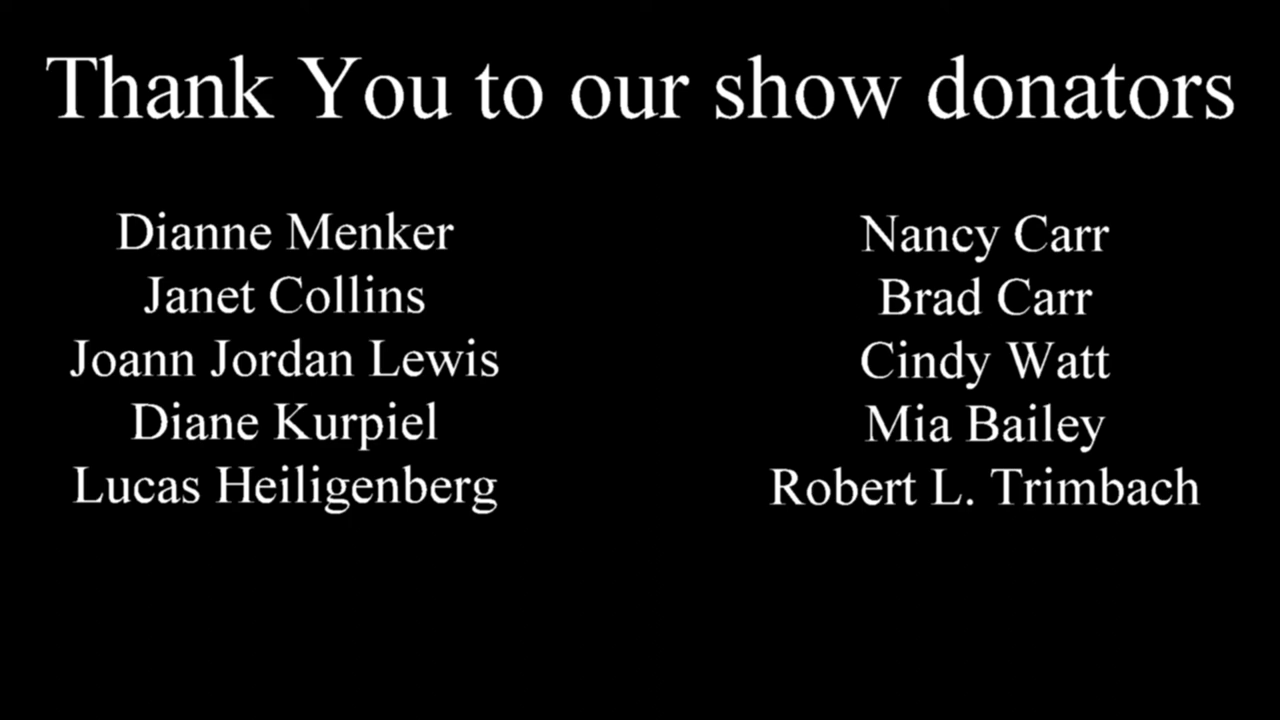 Thank You to our show donators
Dianne Menker
Janet Collins
Joann Jordan Lewis
Diane Kurpiel
Lucas Heiligenberg
Nancy Carr
Brad Carr
Cindy Watt
Mia Bailey
Robert L. Trimbach